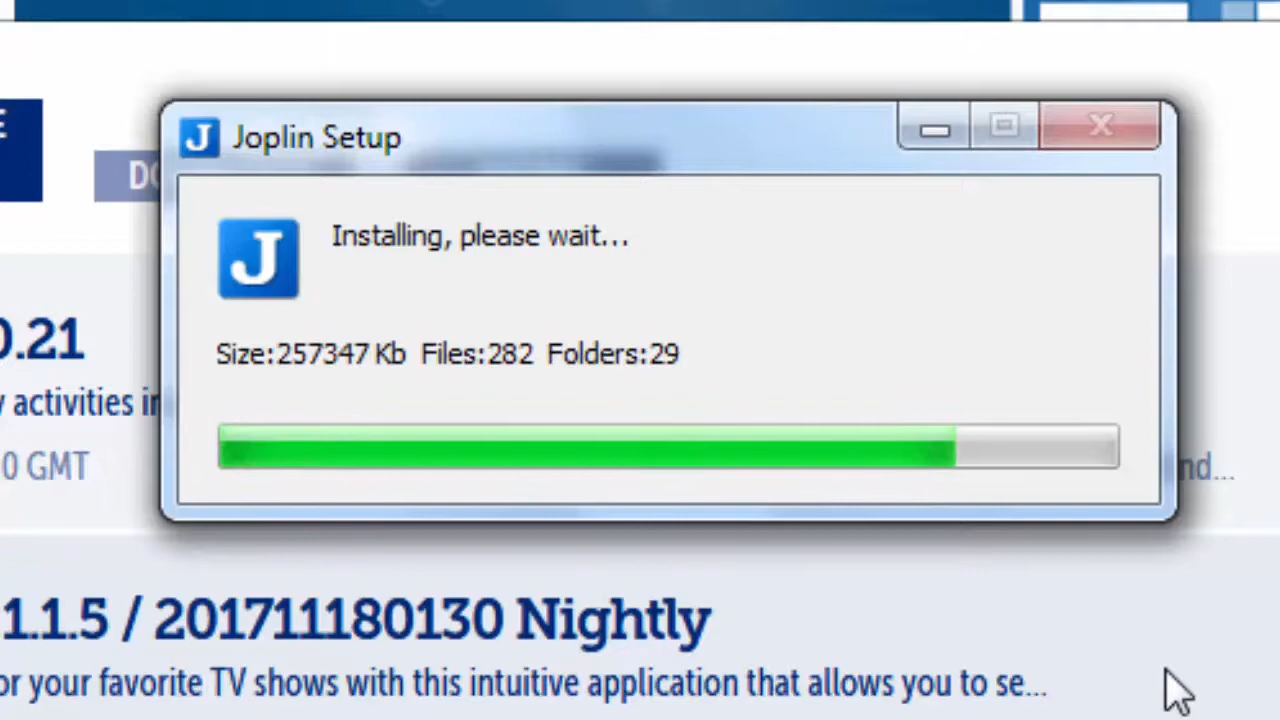 E
J Joplin Setup
DO
J Installing, please wait...
Size:257347 Kb Files:282 Folders:29
0.21
y activities in
0 GMT
nd...
1.1.5 / 201711180130 Nightly
or your favorite TV shows with this intuitive application that allows you to se...